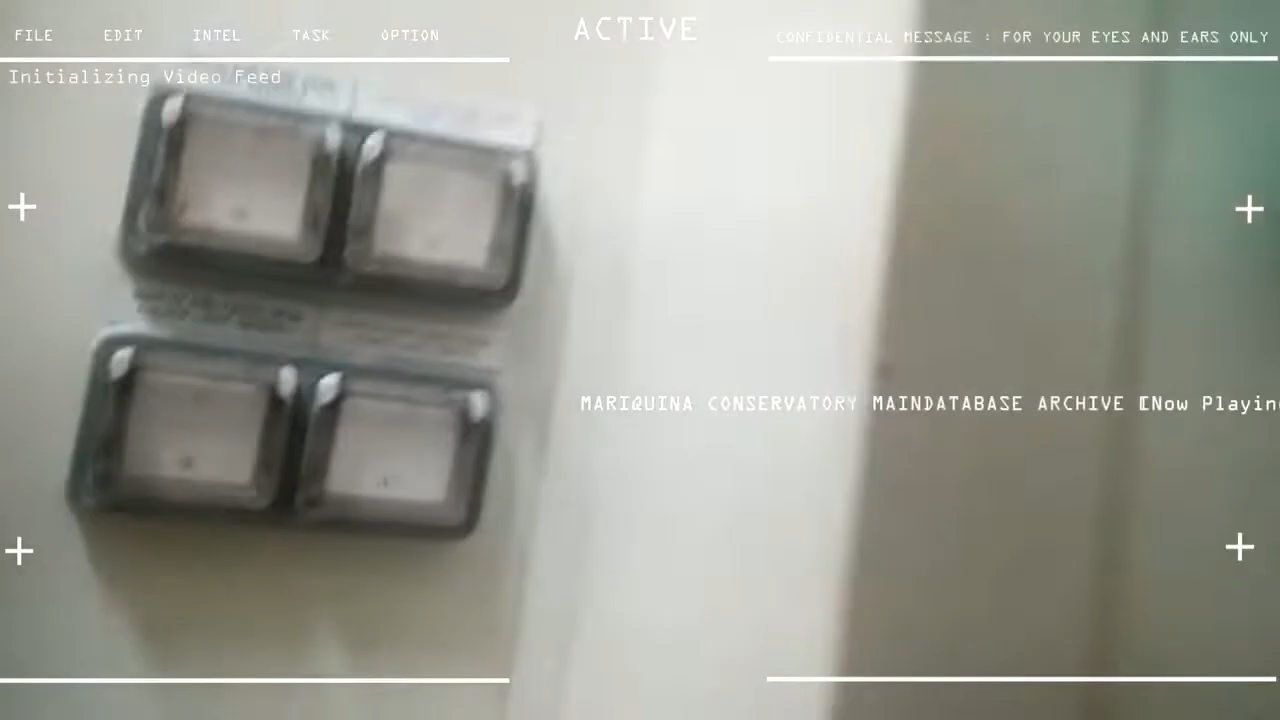 FILE EDIT INTEL TASK OPTION
ACTIVE
CONFIDENTIAL MESSAGE : FOR YOUR EYES AND EARS ONLY
Initializing Video Feed
MARIQUINA CONSERVATORY MAINDATABASE ARCHIVE [Now Playin